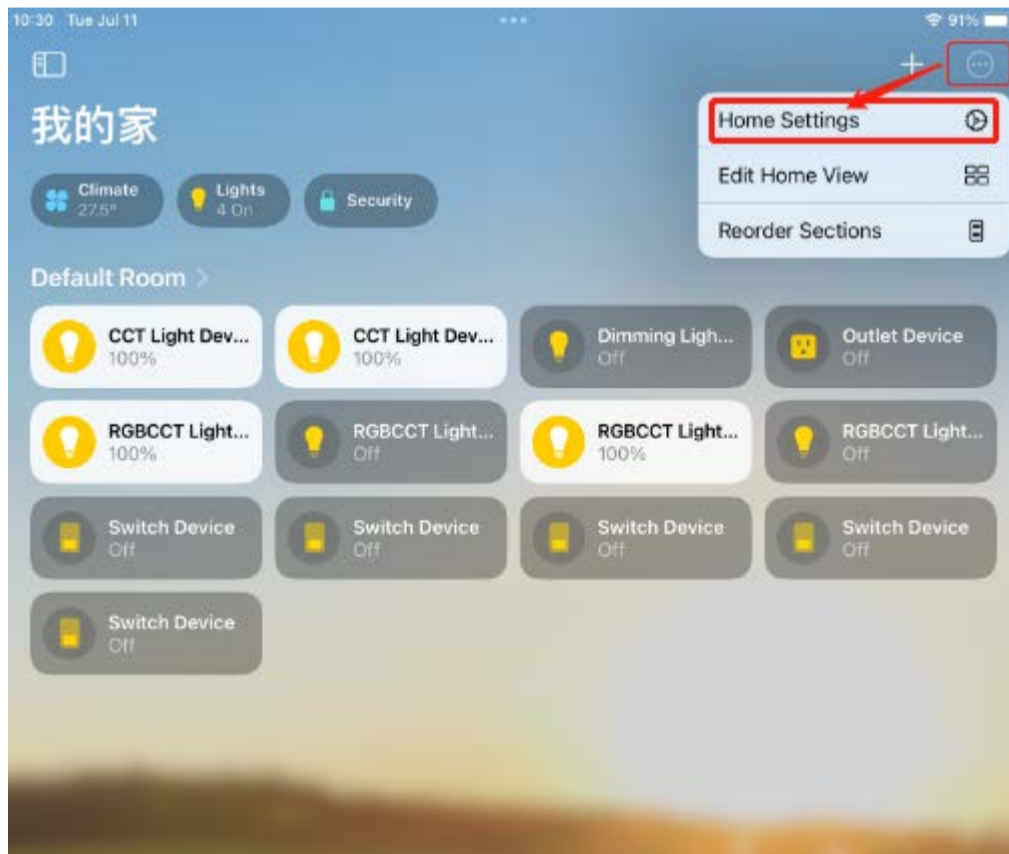 10:30 Tue Jul 11
91%
我的家
Home Settings
Edit Home View
Reorder Sections
Climate
27.5°
Lights
4 On
Security
Default Room
CCT Light Dev...
100%
CCT Light Dev...
100%
Dimming Ligh...
Off
Outlet Device
Off
RGBCCT Light...
100%
RGBCCT Light...
Off
RGBCCT Light...
100%
RGBCCT Light...
Off
Switch Device
Off
Switch Device
Off
Switch Device
Off
Switch Device
Off
Switch Device
Off